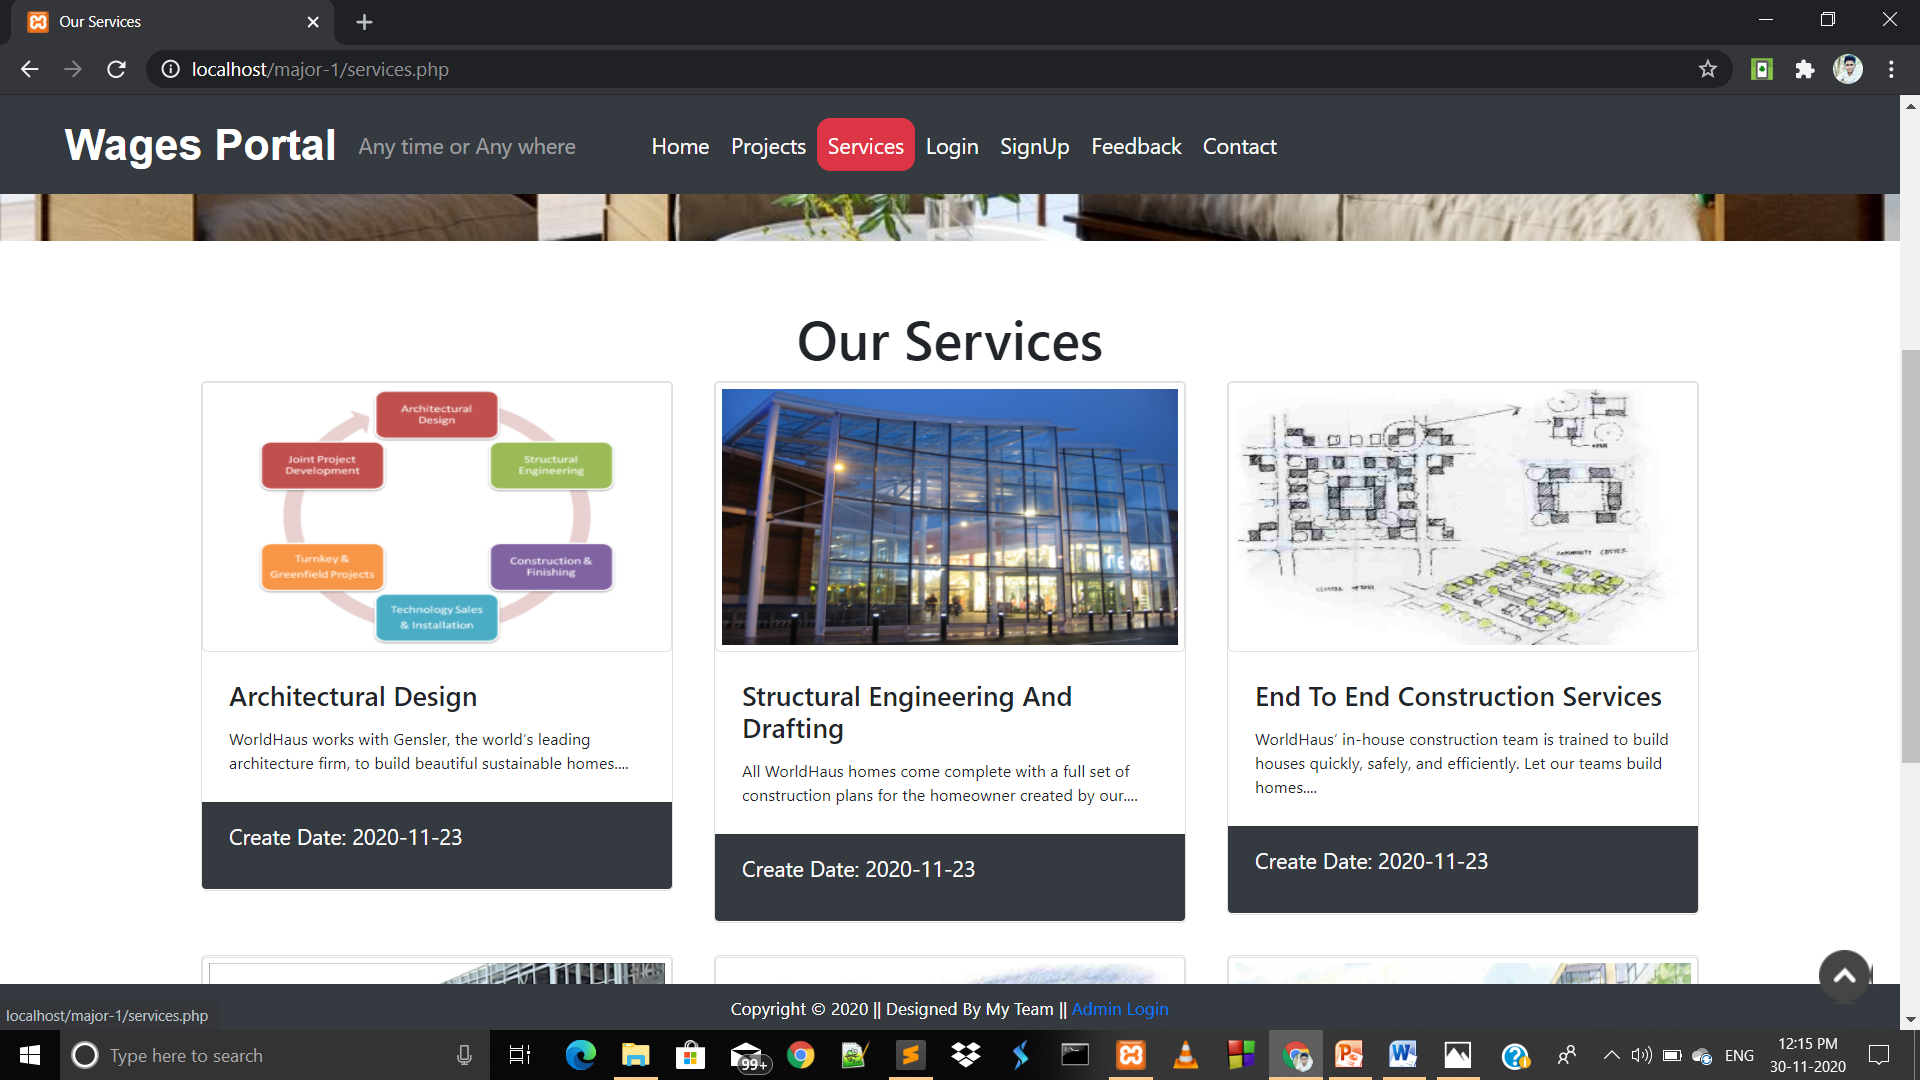 Our Services
localhost/major-1/services.php
Wages Portal Any time or Any where Home Projects Services Login SignUp Feedback Contact
Our Services
Architectural
Design
Joint Project
Development
Structural
Engineering
Turnkey &
Greenfield Projects
Construction &
Finishing
Technology Sales
& Installation
COMMUNITY CENTER
Architectural Design
WorldHaus works with Gensler, the world's leading
architecture firm, to build beautiful sustainable homes....
Create Date: 2020-11-23
Structural Engineering And
Drafting
All WorldHaus homes come complete with a full set of
construction plans for the homeowner created by our....
Create Date: 2020-11-23
End To End Construction Services
WorldHaus' in-house construction team is trained to build
houses quickly, safely, and efficiently. Let our teams build
homes....
Create Date: 2020-11-23
Copyright © 2020 || Designed By My Team || Admin Login
localhost/major-1/services.php
Type here to search
99+
ENG
12:15 PM
30-11-2020